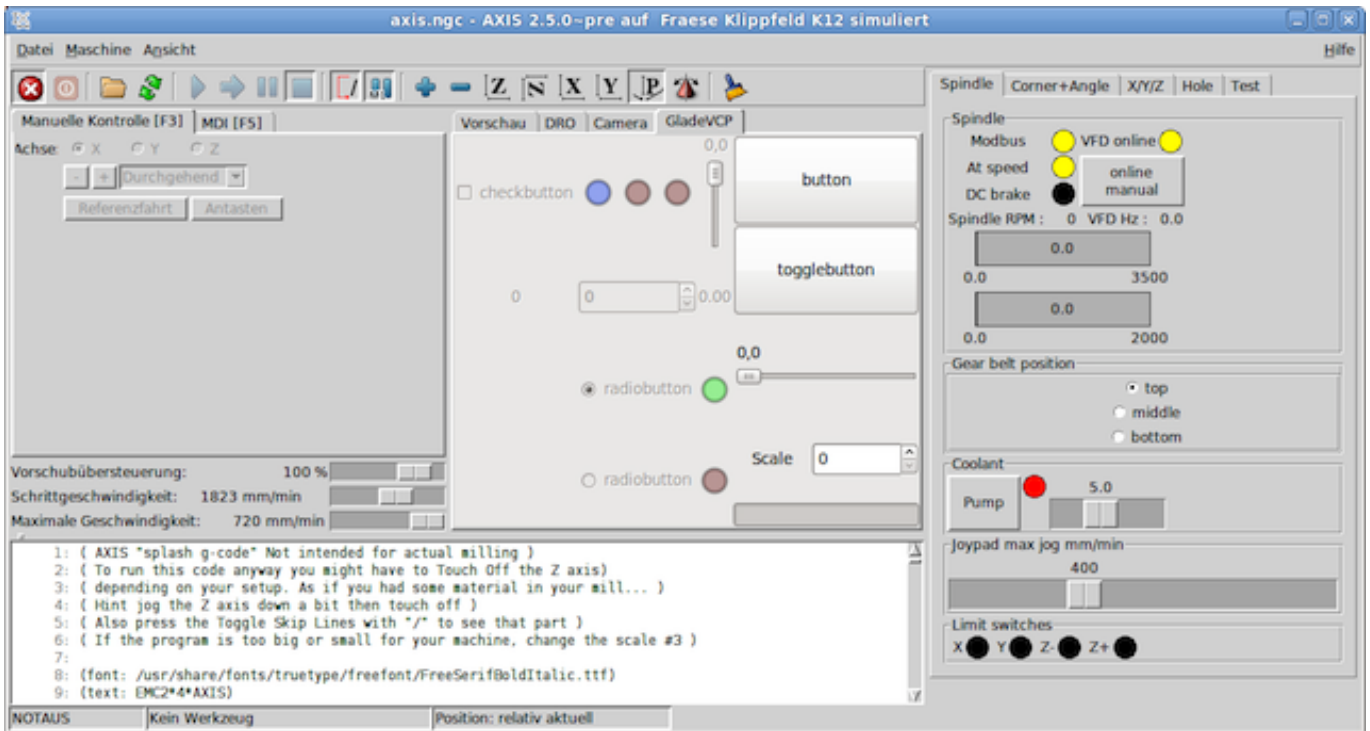 axis.ngc - AXIS 2.5.0~pre auf  Fraese Klippfeld K12 simuliert
Datei Maschine Ansicht Hilfe
Z N X Y P
Manuelle Kontrolle [F3] MDI [F5]
Achse: X Y Z
- + Durchgehend
Referenzfahrt Antasten
Vorschubübersteuerung: 100 %
Schrittgeschwindigkeit: 1823 mm/min
Maximale Geschwindigkeit: 720 mm/min
Vorschau DRO Camera GladeVCP
0,0
checkbutton
button
togglebutton
0 0 0.00
0,0
radiobutton
Scale 0
radiobutton
Spindle Corner+Angle X/Y/Z Hole Test
Spindle
Modbus VFD online
At speed
DC brake
online
manual
Spindle RPM : 0 VFD Hz : 0.0
0.0
0.0 3500
0.0
0.0 2000
Gear belt position
top
middle
bottom
Coolant
Pump
5.0
Joypad max jog mm/min
400
Limit switches
X Y Z- Z+
1: ( AXIS "splash g-code" Not intended for actual milling )
2: ( To run this code anyway you might have to Touch Off the Z axis)
3: ( depending on your setup. As if you had some material in your mill... )
4: ( Hint jog the Z axis down a bit then touch off )
5: ( Also press the Toggle Skip Lines with "/" to see that part )
6: ( If the program is too big or small for your machine, change the scale #3 )
7:
8: (font: /usr/share/fonts/truetype/freefont/FreeSerifBoldItalic.ttf)
9: (text: EMC2*4*AXIS)
NOTAUS Kein Werkzeug Position: relativ aktuell